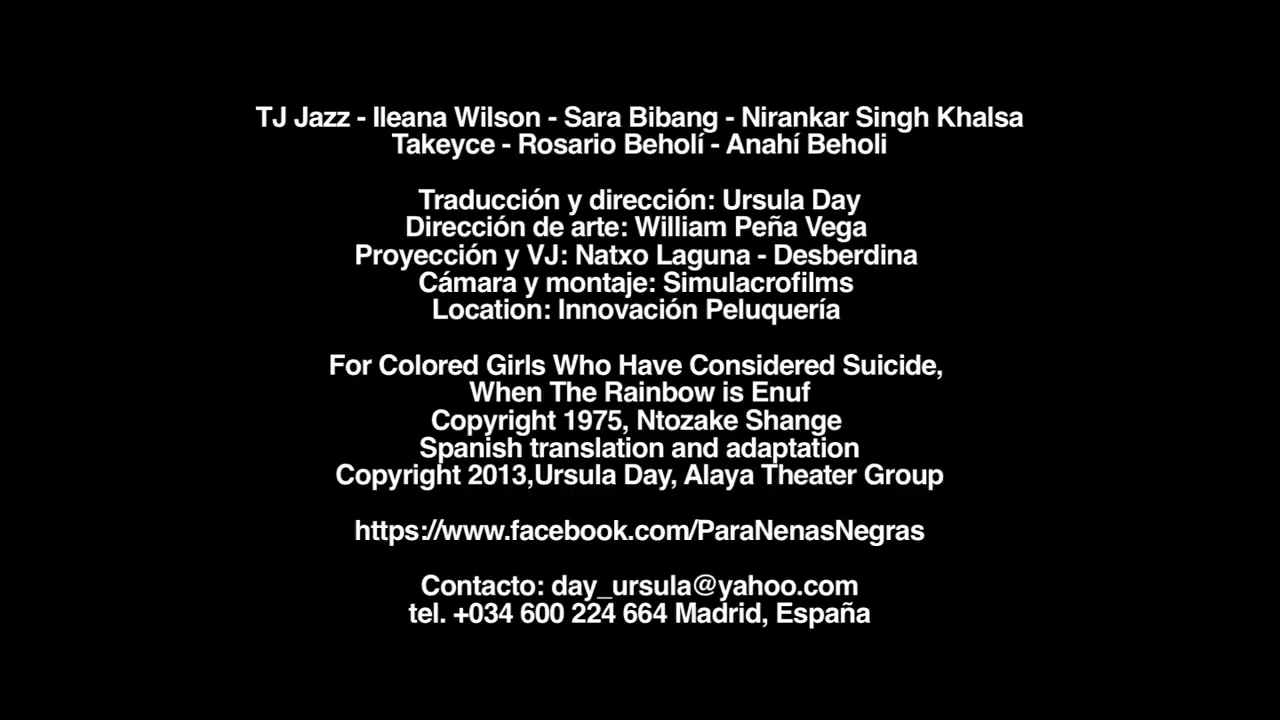 TJ Jazz - Ileana Wilson - Sara Bibang - Nirankar Singh Khalsa
Takeyce - Rosario Beholí - Anahí Beholi
Traducción y dirección: Ursula Day
Dirección de arte: William Peña Vega
Proyección y VJ: Natxo Laguna - Desberdina
Cámara y montaje: Simulacrofilms
Location: Innovación Peluquería
For Colored Girls Who Have Considered Suicide,
When The Rainbow is Enuf
Copyright 1975, Ntozake Shange
Spanish translation and adaptation
Copyright 2013,Ursula Day, Alaya Theater Group
https://www.facebook.com/ParaNenasNegras
Contacto: day_ursula@yahoo.com
tel. +034 600 224 664 Madrid, España